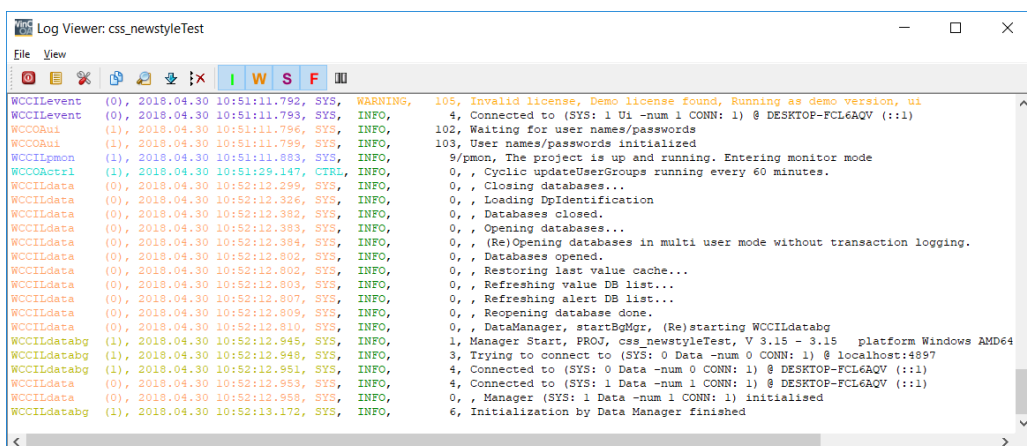 Log Viewer: css_newstyleTest
File View
I W S F
WCCILevent (0), 2018.04.30 10:51:11.792, SYS, WARNING, 105, Invalid license, Demo license found, Running as demo version, ui
WCCILevent (0), 2018.04.30 10:51:11.793, SYS, INFO, 4, Connected to (SYS: 1 Ui -num 1 CONN: 1) @ DESKTOP-FCL6AQV (::1)
WCCOAui (1), 2018.04.30 10:51:11.796, SYS, INFO, 102, Waiting for user names/passwords
WCCOAui (1), 2018.04.30 10:51:11.799, SYS, INFO, 103, User names/passwords initialized
WCCILpmon (1), 2018.04.30 10:51:11.883, SYS, INFO, 9/pmon, The project is up and running. Entering monitor mode
WCCOActrl (1), 2018.04.30 10:51:29.147, CTRL, INFO, 0, , Cyclic updateUserGroups running every 60 minutes.
WCCILdata (0), 2018.04.30 10:52:12.299, SYS, INFO, 0, , Closing databases...
WCCILdata (0), 2018.04.30 10:52:12.326, SYS, INFO, 0, , Loading DpIdentification
WCCILdata (0), 2018.04.30 10:52:12.382, SYS, INFO, 0, , Databases closed.
WCCILdata (0), 2018.04.30 10:52:12.383, SYS, INFO, 0, , Opening databases...
WCCILdata (0), 2018.04.30 10:52:12.384, SYS, INFO, 0, , (Re)Opening databases in multi user mode without transaction logging.
WCCILdata (0), 2018.04.30 10:52:12.802, SYS, INFO, 0, , Databases opened.
WCCILdata (0), 2018.04.30 10:52:12.802, SYS, INFO, 0, , Restoring last value cache...
WCCILdata (0), 2018.04.30 10:52:12.803, SYS, INFO, 0, , Refreshing value DB list...
WCCILdata (0), 2018.04.30 10:52:12.807, SYS, INFO, 0, , Refreshing alert DB list...
WCCILdata (0), 2018.04.30 10:52:12.809, SYS, INFO, 0, , Reopening database done.
WCCILdata (0), 2018.04.30 10:52:12.810, SYS, INFO, 0, , DataManager, startBgMgr, (Re)starting WCCILdatabg
WCCILdatabg (1), 2018.04.30 10:52:12.945, SYS, INFO, 1, Manager Start, PROJ, css_newstyleTest, V 3.15 - 3.15 platform Windows AMD64
WCCILdatabg (1), 2018.04.30 10:52:12.948, SYS, INFO, 3, Trying to connect to (SYS: 0 Data -num 0 CONN: 1) @ localhost:4897
WCCILdatabg (1), 2018.04.30 10:52:12.951, SYS, INFO, 4, Connected to (SYS: 0 Data -num 0 CONN: 1) @ DESKTOP-FCL6AQV (::1)
WCCILdata (0), 2018.04.30 10:52:12.953, SYS, INFO, 4, Connected to (SYS: 1 Data -num 1 CONN: 1) @ DESKTOP-FCL6AQV (::1)
WCCILdata (0), 2018.04.30 10:52:12.958, SYS, INFO, 0, , Manager (SYS: 1 Data -num 1 CONN: 1) initialised
WCCILdatabg (1), 2018.04.30 10:52:13.172, SYS, INFO, 6, Initialization by Data Manager finished